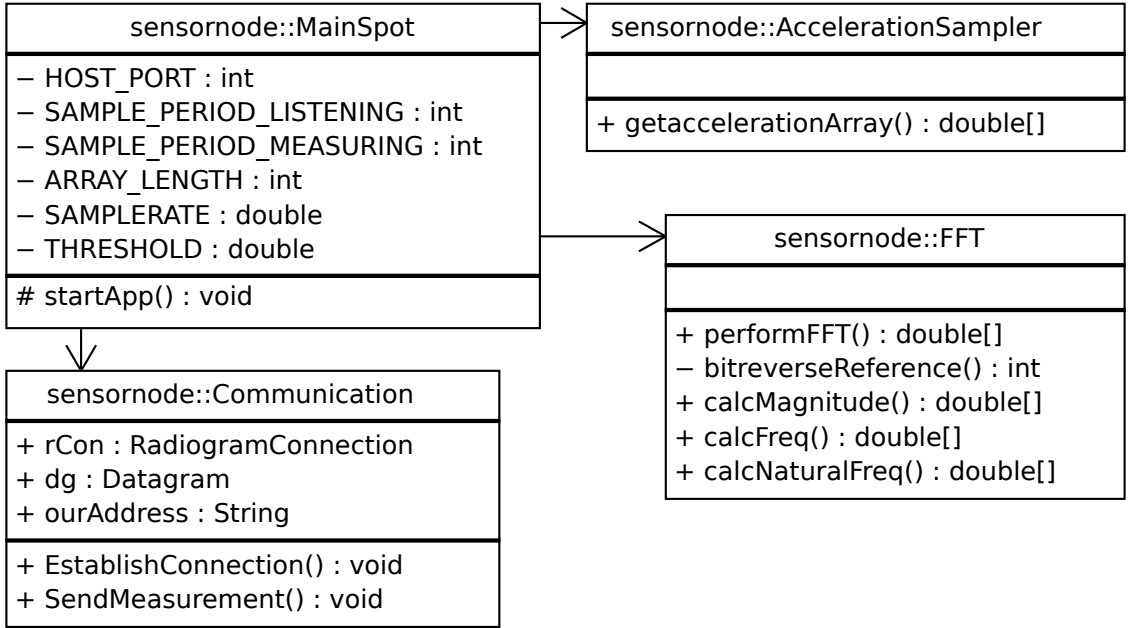 sensornode::MainSpot
− HOST_PORT : int
− SAMPLE_PERIOD_LISTENING : int
− SAMPLE_PERIOD_MEASURING : int
− ARRAY_LENGTH : int
− SAMPLERATE : double
− THRESHOLD : double
# startApp() : void
sensornode::AccelerationSampler
+ getaccelerationArray() : double[]
sensornode::FFT
+ performFFT() : double[]
− bitreverseReference() : int
+ calcMagnitude() : double[]
+ calcFreq() : double[]
+ calcNaturalFreq() : double[]
sensornode::Communication
+ rCon : RadiogramConnection
+ dg : Datagram
+ ourAddress : String
+ EstablishConnection() : void
+ SendMeasurement() : void